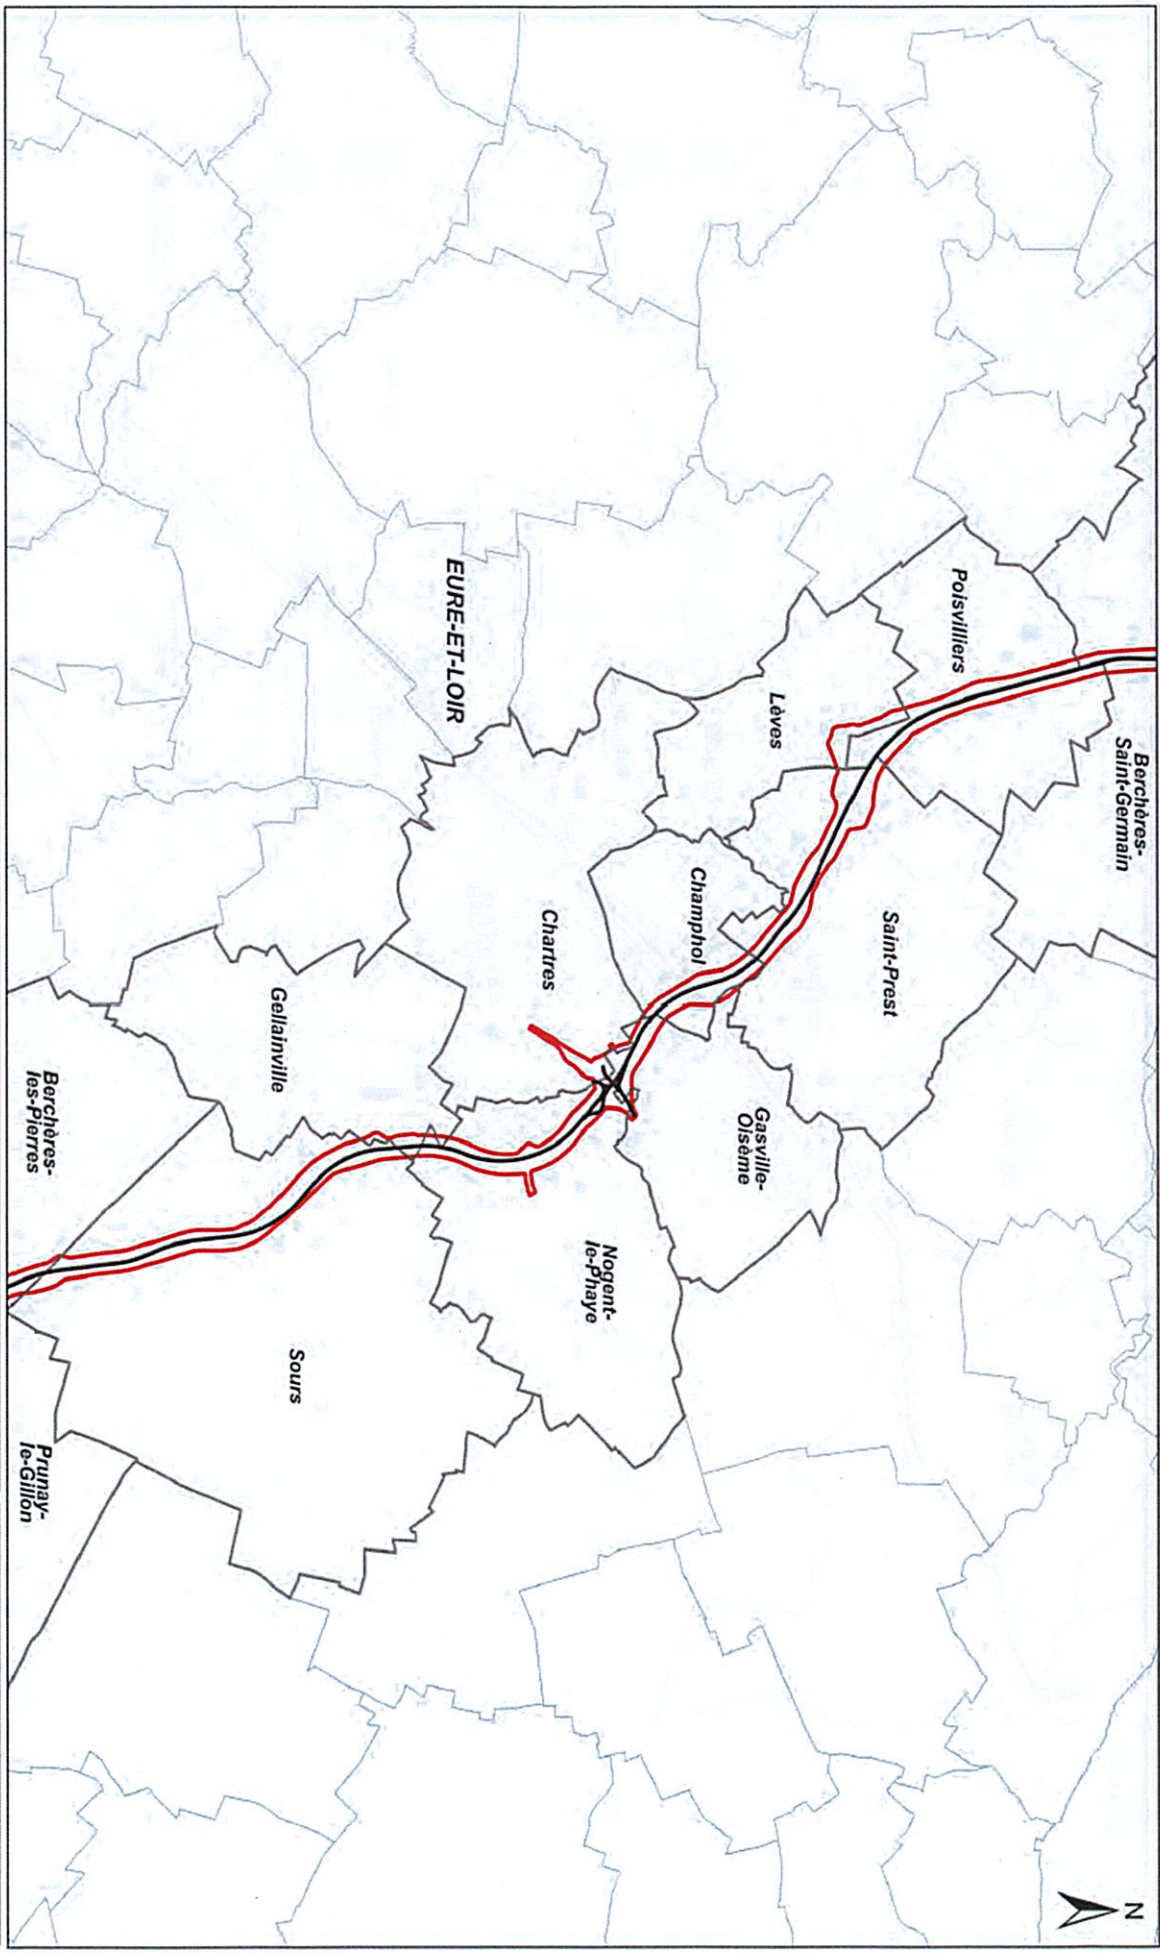 N
Berchères-
Saint-Germain
Poisvilliers
Saint-Prest
Lèves
Gasville-
Oisème
Champhol
Nogent-
le-Phaye
Chartres
EURE-ET-LOIR
Sours
Gellainville
Berchères-
les-Pierres
Prunay-
le-Gillon